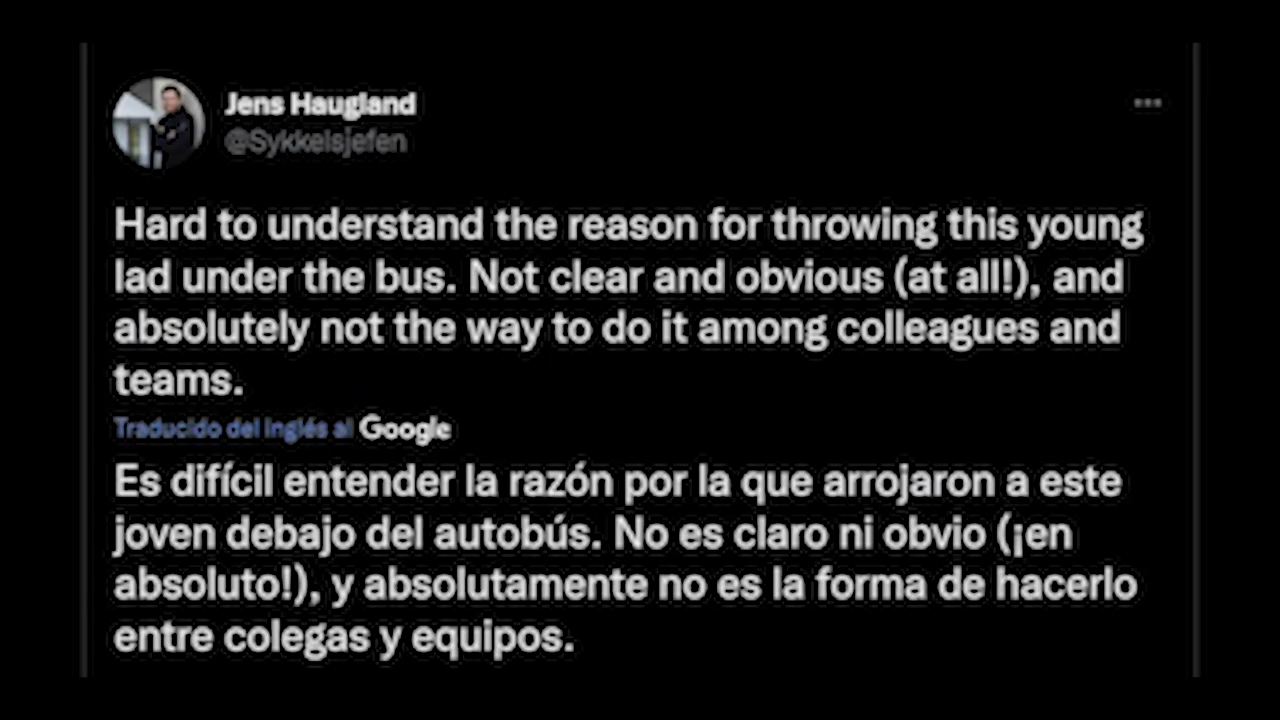 Jens Haugland
@Sykkelsjefen
Hard to understand the reason for throwing this young
lad under the bus. Not clear and obvious (at all!), and
absolutely not the way to do it among colleagues and
teams.
Traducido del inglés al Google
Es difícil entender la razón por la que arrojaron a este
joven debajo del autobús. No es claro ni obvio (¡en
absoluto!), y absolutamente no es la forma de hacerlo
entre colegas y equipos.